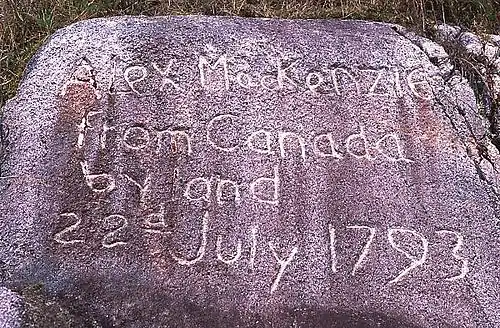 Alex MacKenzie
from Canada
by land
22d July 1793